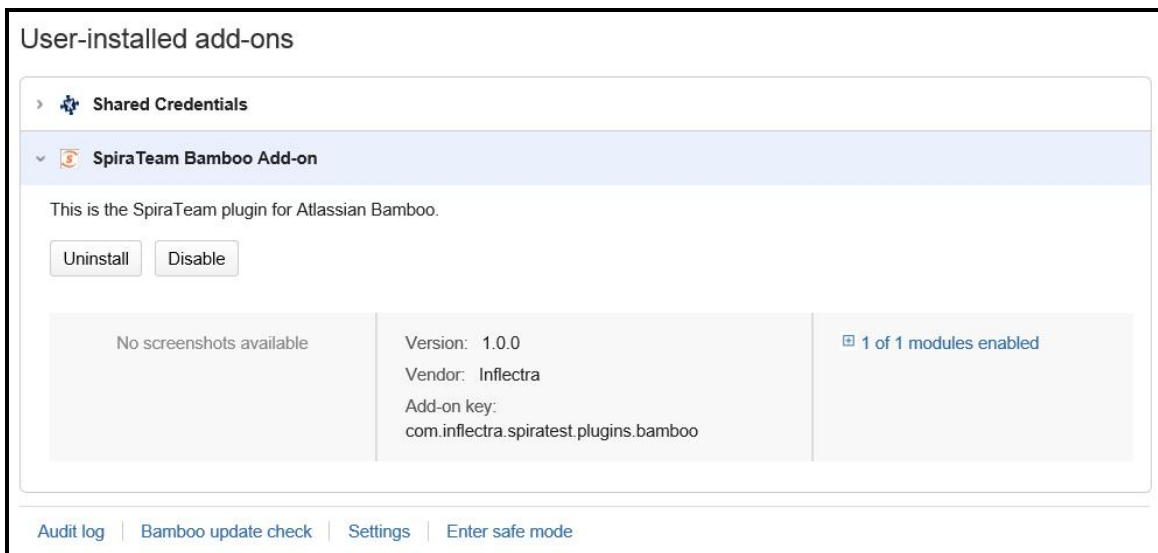 User-installed add-ons
Shared Credentials
SpiraTeam Bamboo Add-on
This is the SpiraTeam plugin for Atlassian Bamboo.
Uninstall Disable
No screenshots available
Version: 1.0.0
Vendor: Inflectra
Add-on key:
com.inflectra.spiratest.plugins.bamboo
1 of 1 modules enabled
Audit log Bamboo update check Settings Enter safe mode